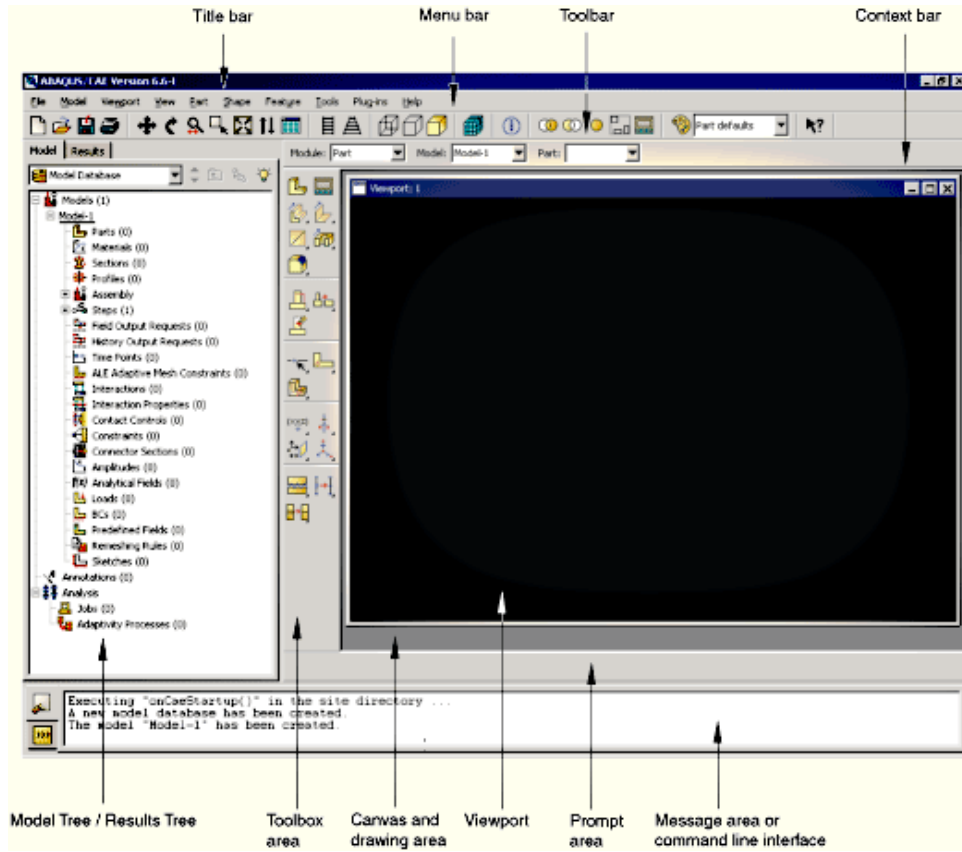 Title bar Menu bar Toolbar Context bar
ABAQUS/CAE Version 6.6-1
File Model Viewport View Part Shape Feature Tools Plug-ins Help
Part defaults
Model Results
Module: Part Model: Model-1 Part:
Model Database
Viewport: 1
Models (1)
Model-1
Parts (0)
Materials (0)
Sections (0)
Profiles (0)
Assembly
Steps (1)
Field Output Requests (0)
History Output Requests (0)
Time Points (0)
ALE Adaptive Mesh Constraints (0)
Interactions (0)
Interaction Properties (0)
Contact Controls (0)
Constraints (0)
Connector Sections (0)
Amplitudes (0)
Analytical Fields (0)
Loads (0)
BCs (0)
Predefined Fields (0)
Remeshing Rules (0)
Sketches (0)
Annotations (0)
Analysis
Jobs (0)
Adaptivity Processes (0)
Executing "onCaeStartup()" in the site directory ...
A new model database has been created.
The model "Model-1" has been created.
Model Tree / Results Tree
Toolbox
area
Canvas and
drawing area
Viewport
Prompt
area
Message area or
command line interface